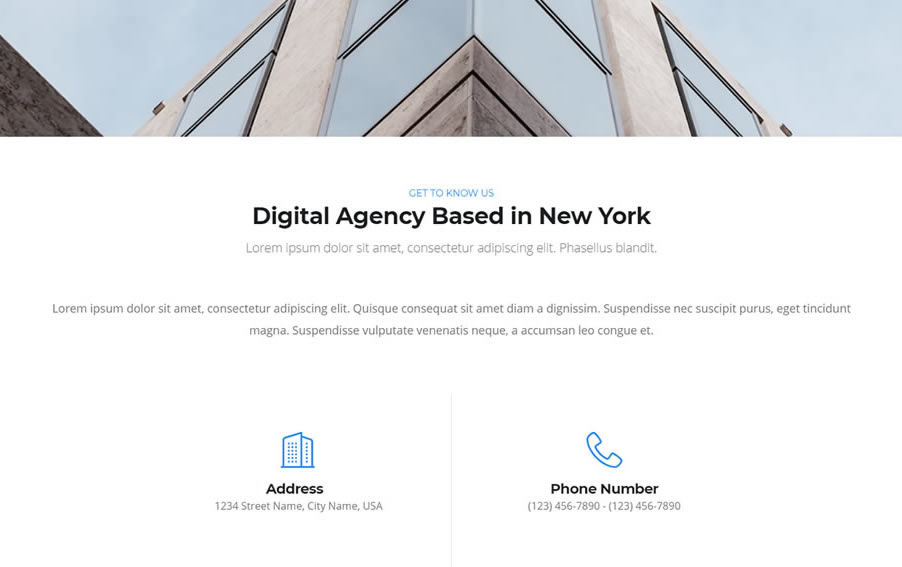 GET TO KNOW US
Digital Agency Based in New York
Lorem ipsum dolor sit amet, consectetur adipiscing elit. Phasellus blandit.
Lorem ipsum dolor sit amet, consectetur adipiscing elit. Quisque consequat sit amet diam a dignissim. Suspendisse nec suscipit purus, eget tincidunt
magna. Suspendisse vulputate venenatis neque, a accumsan leo congue et.
Address
1234 Street Name, City Name, USA
Phone Number
(123) 456-7890 - (123) 456-7890